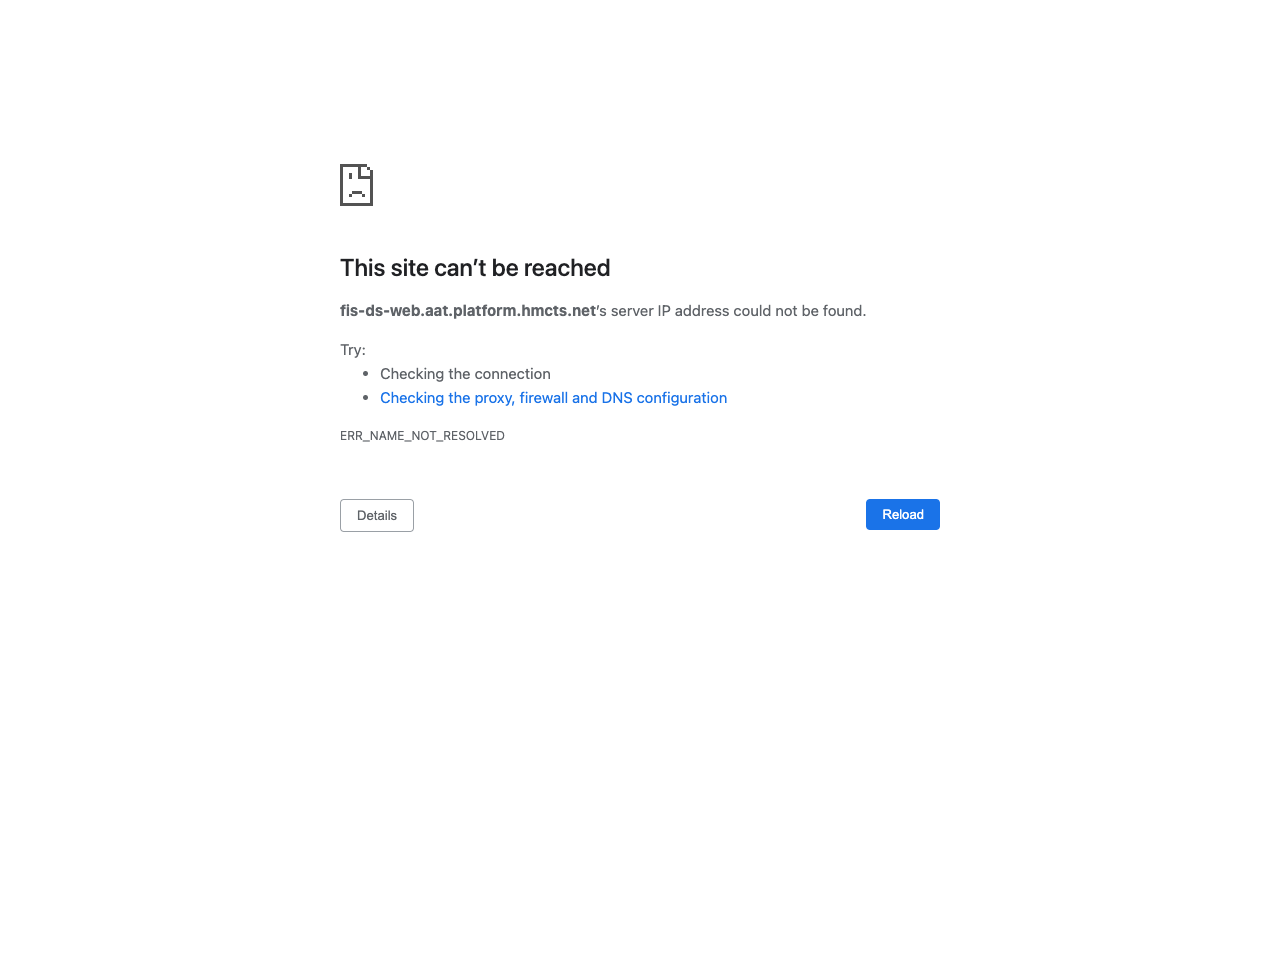 This site can’t be reached
fis-ds-web.aat.platform.hmcts.net’s server IP address could not be found.
Try:
Checking the connection
Checking the proxy, firewall and DNS configuration
ERR_NAME_NOT_RESOLVED
Details
Reload